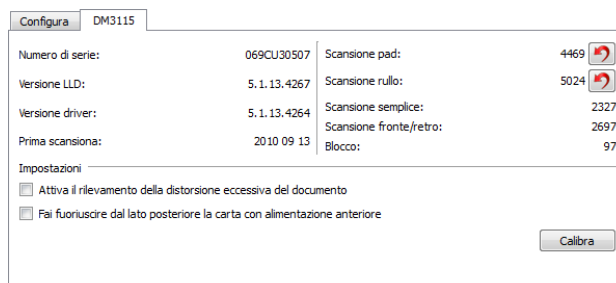 Configura
DM3115
Numero di serie: 069CU30507
Versione LLD: 5.1.13.4267
Versione driver: 5.1.13.4264
Prima scansiona: 2010 09 13
Scansione pad: 4469
Scansione rullo: 5024
Scansione semplice: 2327
Scansione fronte/retro: 2697
Blocco: 97
Impostazioni
Attiva il rilevamento della distorsione eccessiva del documento
Fai fuoriuscire dal lato posteriore la carta con alimentazione anteriore
Calibra